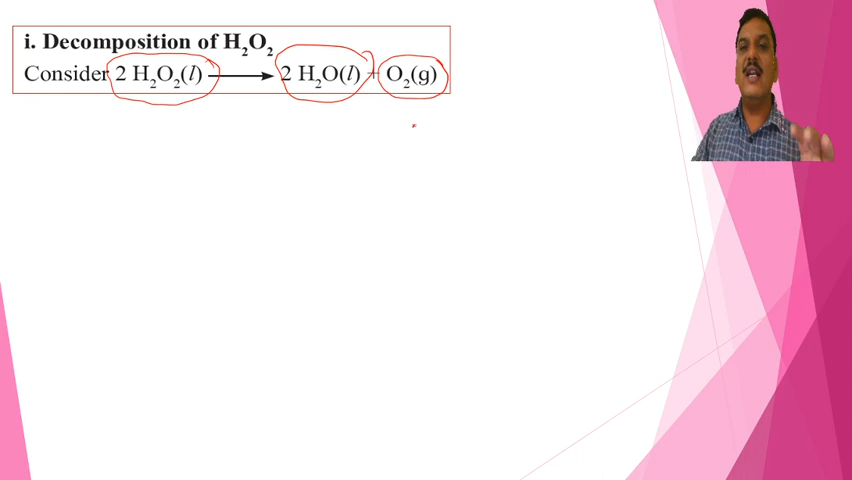 i. Decomposition of H₂O₂
Consider 2 H₂O₂(l) ⟶ 2 H₂O(l) + O₂(g)